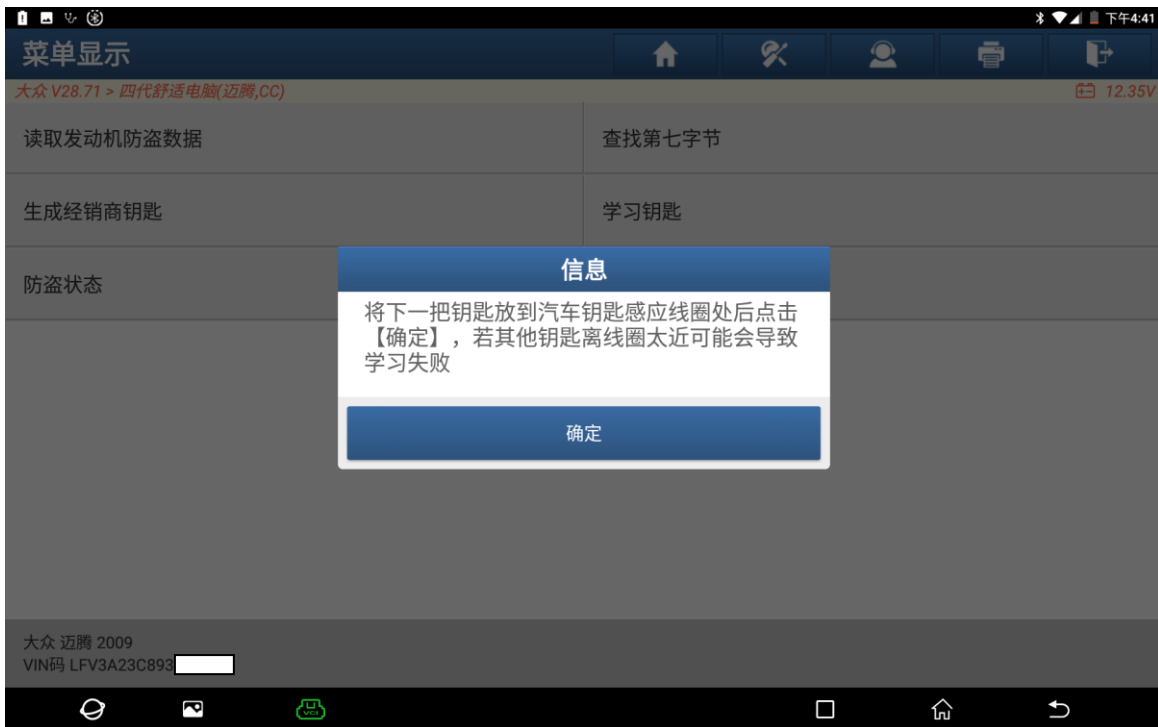 下午4:41
菜单显示
大众 V28.71 > 四代舒适电脑(迈腾,CC)
12.35V
读取发动机防盗数据
查找第七字节
生成经销商钥匙
学习钥匙
防盗状态
信息
将下一把钥匙放到汽车钥匙感应线圈处后点击
【确定】，若其他钥匙离线圈太近可能会导致
学习失败
确定
大众 迈腾 2009
VIN码 LFV3A23C893
VCI